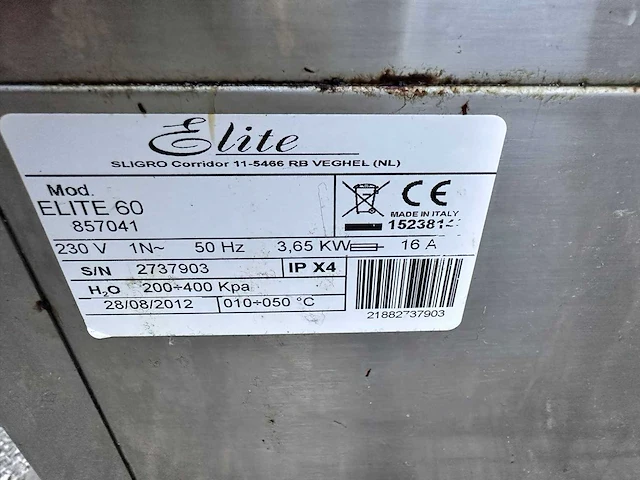 Elite
SLIGRO Corridor 11-5466 RB VEGHEL (NL)
Mod.
ELITE 60
857041
CE
MADE IN ITALY
230 V 1N~ 50 Hz 3,65 KW 16 A
S/N 2737903 IP X4
H₂O 200÷400 Kpa
28/08/2012 010÷050 °C
21882737903